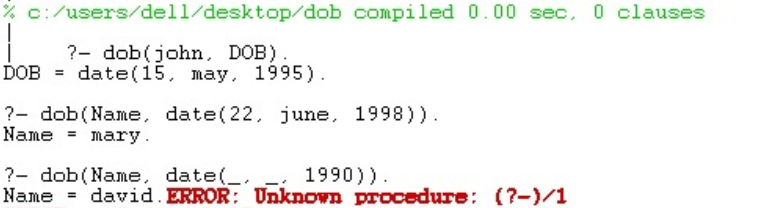 % c:/users/dell/desktop/dob compiled 0.00 sec, 0 clauses
|
|    ?- dob(john, DOB).
DOB = date(15, may, 1995).
?- dob(Name, date(22, june, 1998)).
Name = mary.
?- dob(Name, date(_, _, 1990)).
Name = david.ERROR: Unknown procedure: (?-)/1